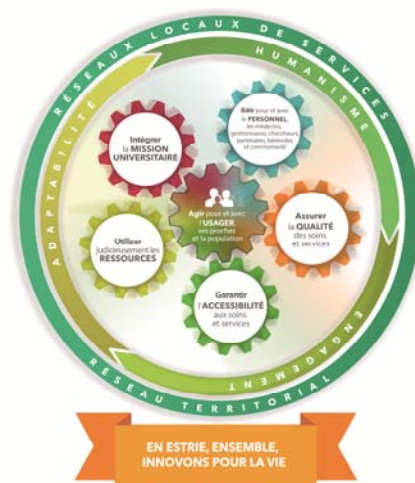 RÉSEAUX LOCAUX DE SERVICES
HUMANISME
ADAPTABILITÉ
Intégrer
la MISSION
UNIVERSITAIRE
Bâtir pour et avec
le PERSONNEL,
les médecins,
gestionnaires, chercheurs,
partenaires, bénévoles
et communauté
Agir pour et avec
l'USAGER,
ses proches
et la population
Utiliser
judicieusement les
RESSOURCES
Assurer
la QUALITÉ
des soins
et services
Garantir
l'ACCESSIBILITÉ
aux soins
et services
ENGAGEMENT
RÉSEAU TERRITORIAL
EN ESTRIE, ENSEMBLE,
INNOVONS POUR LA VIE